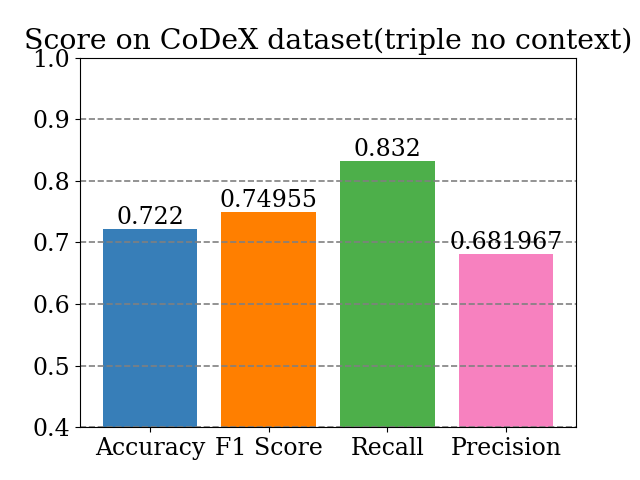 Score on CoDeX dataset(triple no context)
1.0
0.9
0.8
0.7
0.6
0.5
0.4
0.722
0.74955
0.832
0.681967
Accuracy
F1 Score
Recall
Precision